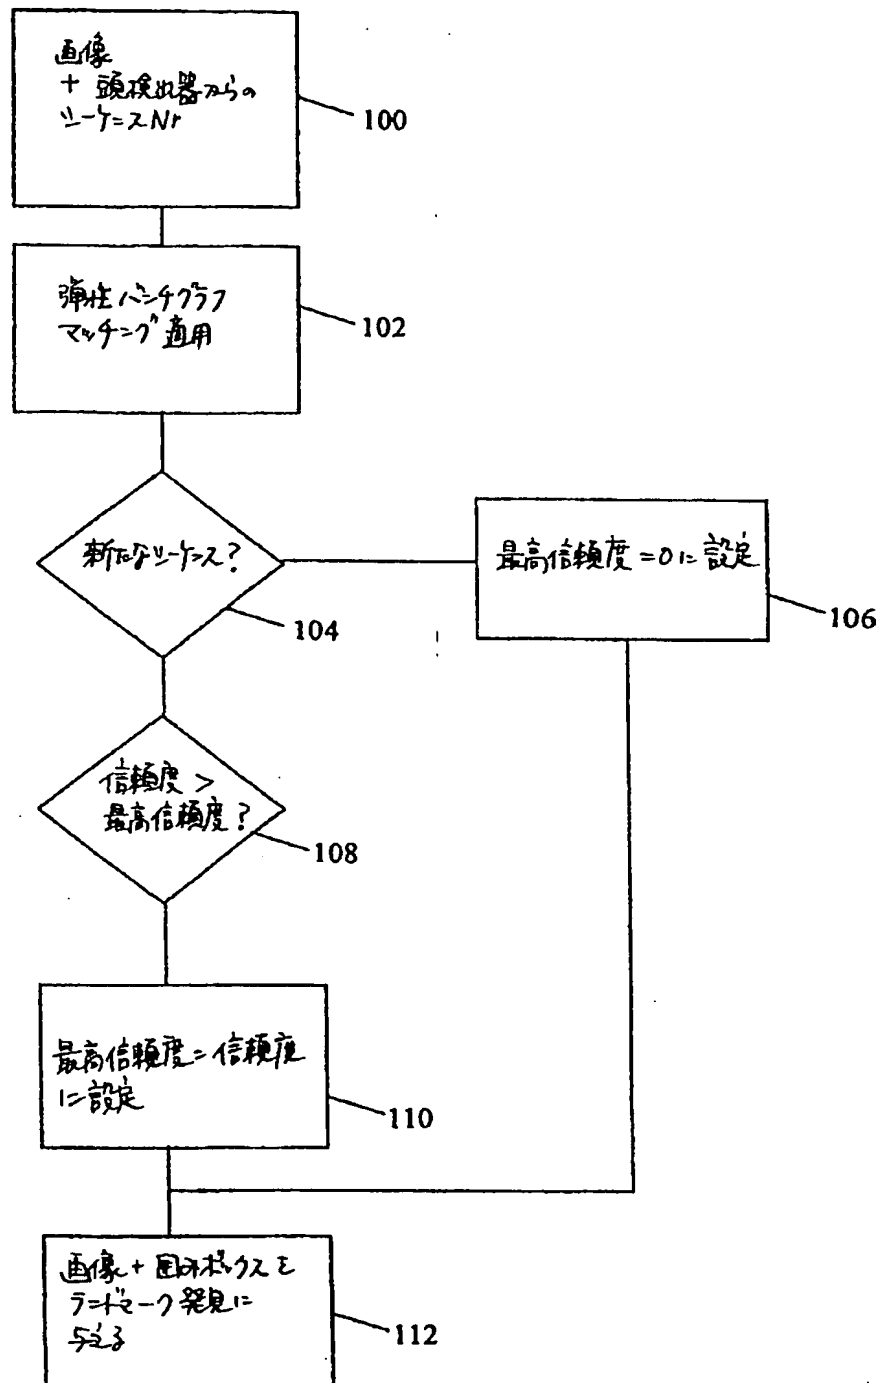 画像
+ 頭検出器からの
シーケンスNr
100
弾性バンチグラフ
マッチング適用
102
新たなシーケンス?
104
最高信頼度=0に設定
106
信頼度>
最高信頼度?
108
最高信頼度=信頼度
に設定
110
画像+囲みボックスを
ランドマーク発見に
与える
112